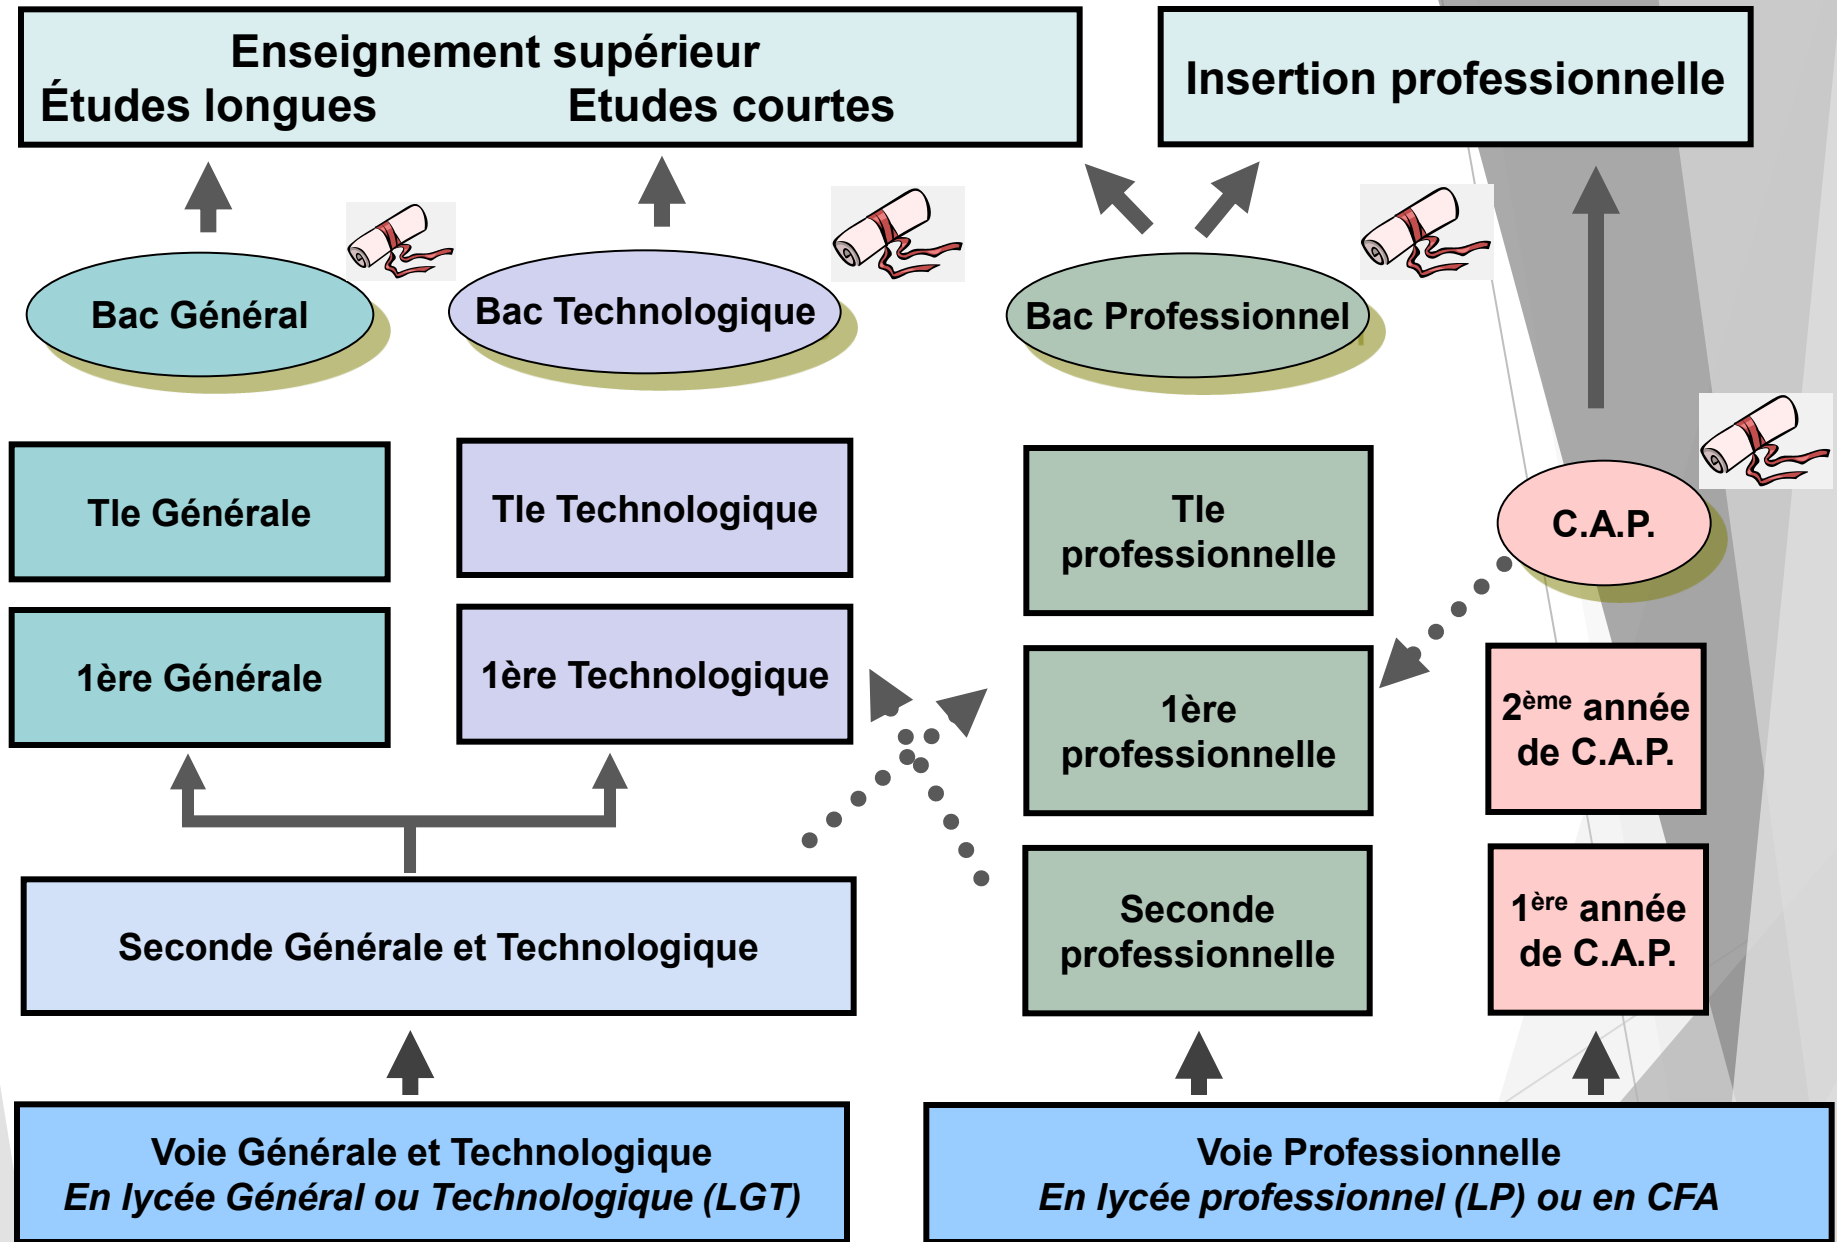 Enseignement supérieur
Études longues Etudes courtes
Insertion professionnelle
Bac Général
Bac Technologique
Bac Professionnel
Tle Générale
Tle Technologique
Tle
professionnelle
C.A.P.
1ère Générale
1ère Technologique
1ère
professionnelle
2ème année
de C.A.P.
Seconde Générale et Technologique
Seconde
professionnelle
1ère année
de C.A.P.
Voie Générale et Technologique
En lycée Général ou Technologique (LGT)
Voie Professionnelle
En lycée professionnel (LP) ou en CFA